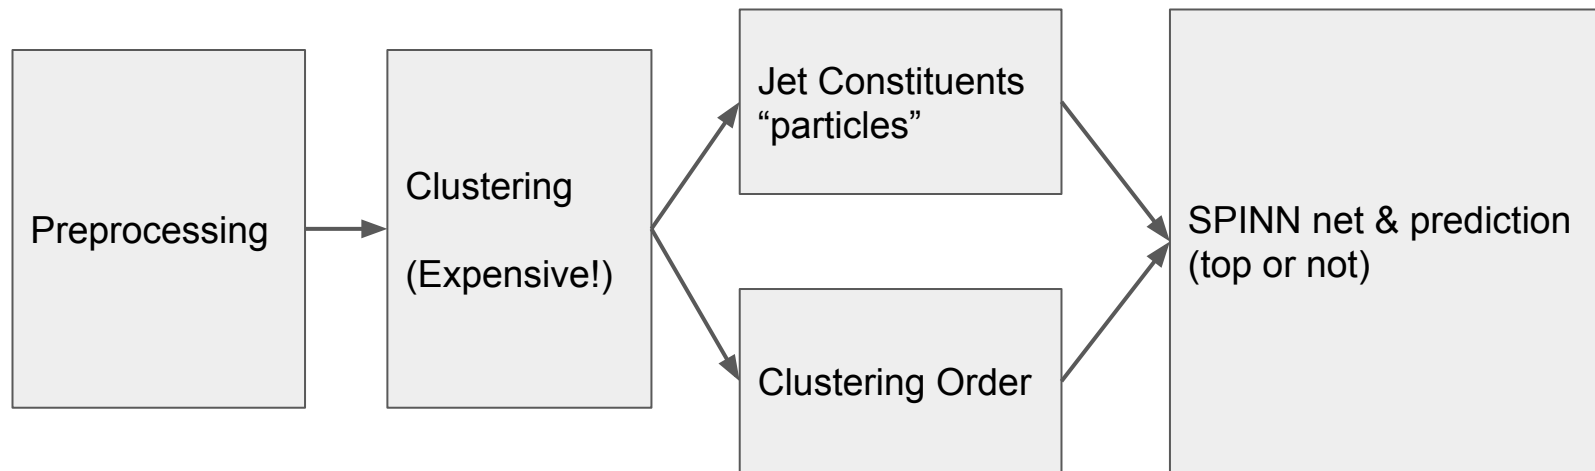 Preprocessing
Clustering
(Expensive!)
Jet Constituents
“particles”
Clustering Order
SPINN net & prediction
(top or not)